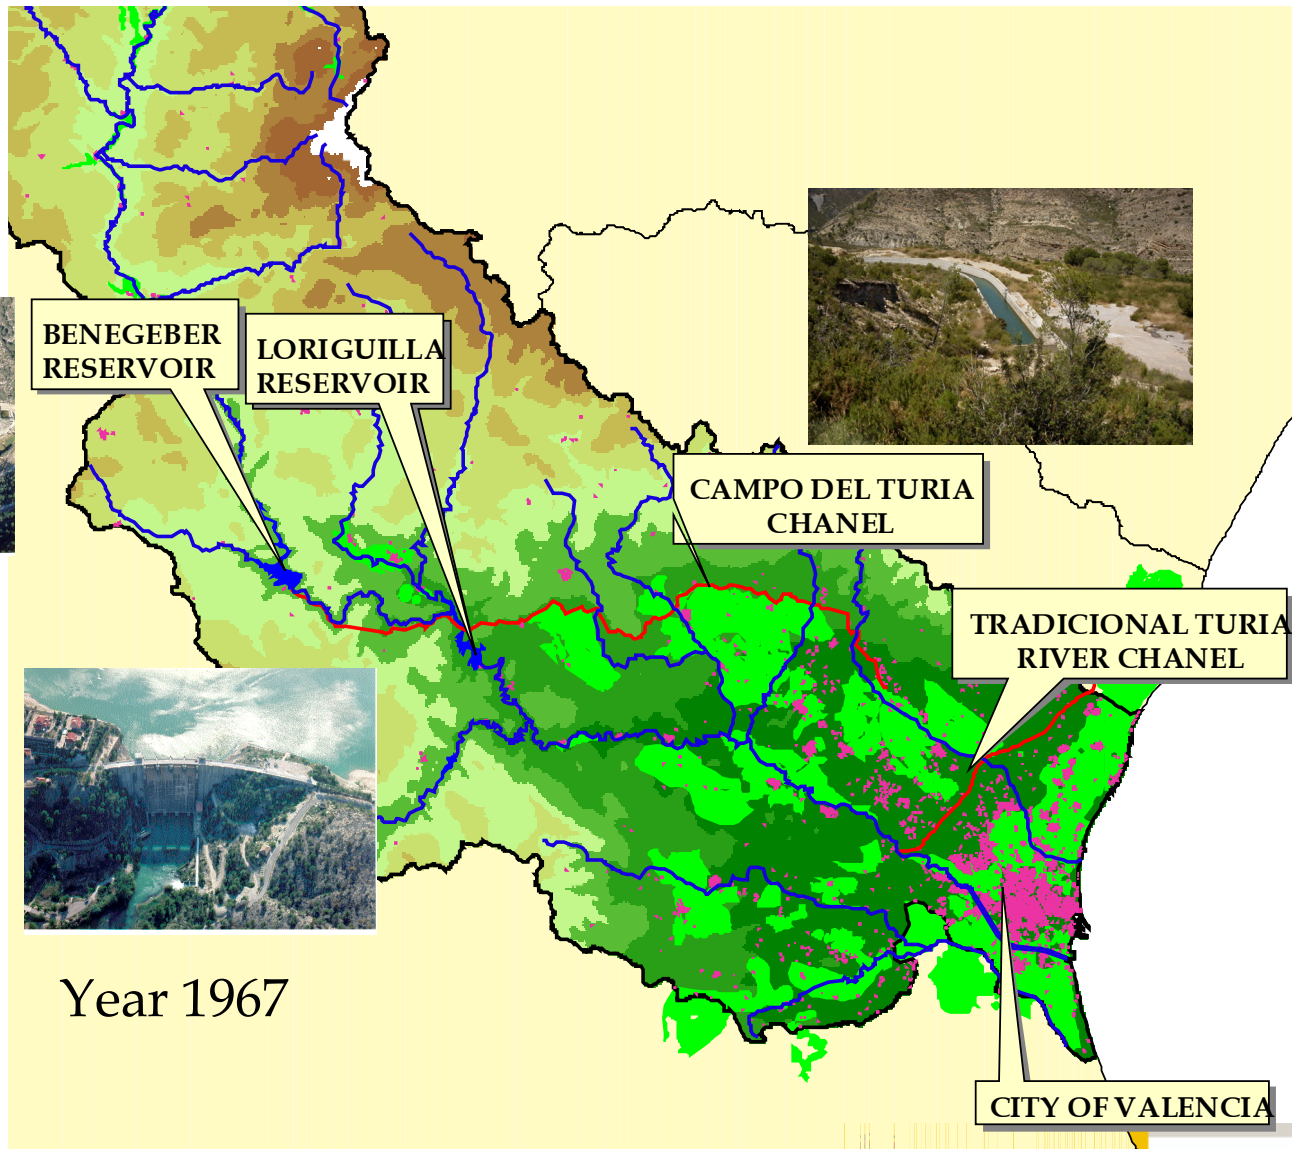 BENEGEBER
RESERVOIR
LORIGUILLA
RESERVOIR
CAMPO DEL TURIA
CHANEL
TRADICIONAL TURIA
RIVER CHANEL
Year 1967
CITY OF VALENCIA